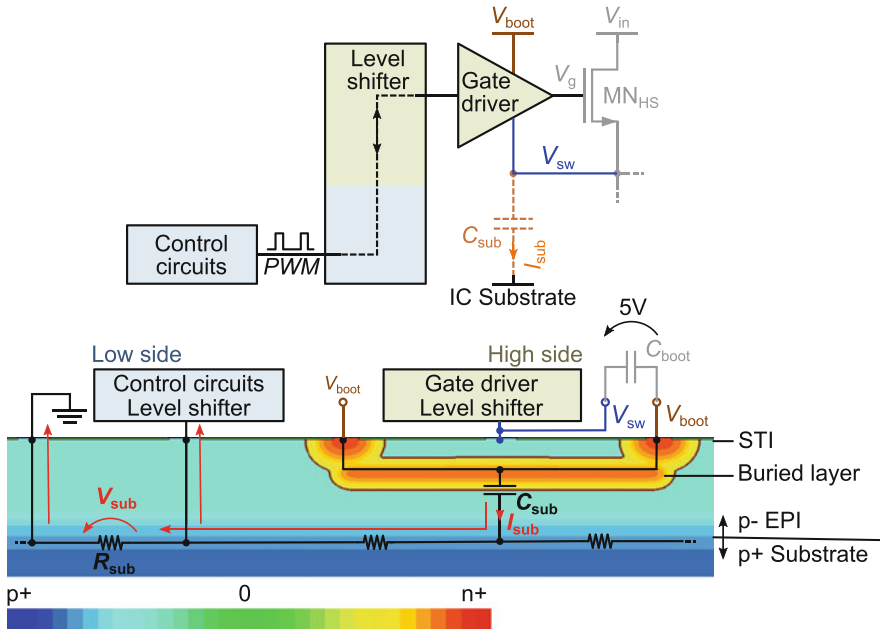 V_boot
V_in
Level
shifter
Gate
driver
V_g
MN_HS
V_sw
Control
circuits
PWM
C_sub
I_sub
IC Substrate
5V
Low side
High side
C_boot
Control circuits
Level shifter
V_boot
Gate driver
Level shifter
V_sw
V_boot
STI
Buried layer
V_sub
C_sub
I_sub
p- EPI
R_sub
p+ Substrate
p+
0
n+